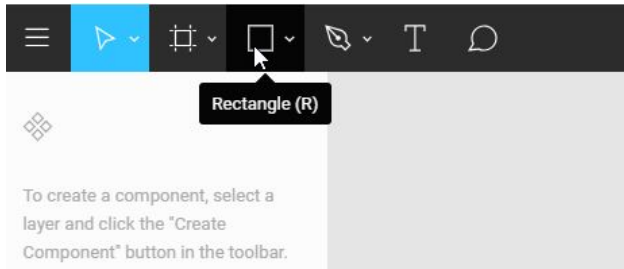 T
Rectangle (R)
To create a component, select a
layer and click the "Create
Component" button in the toolbar.